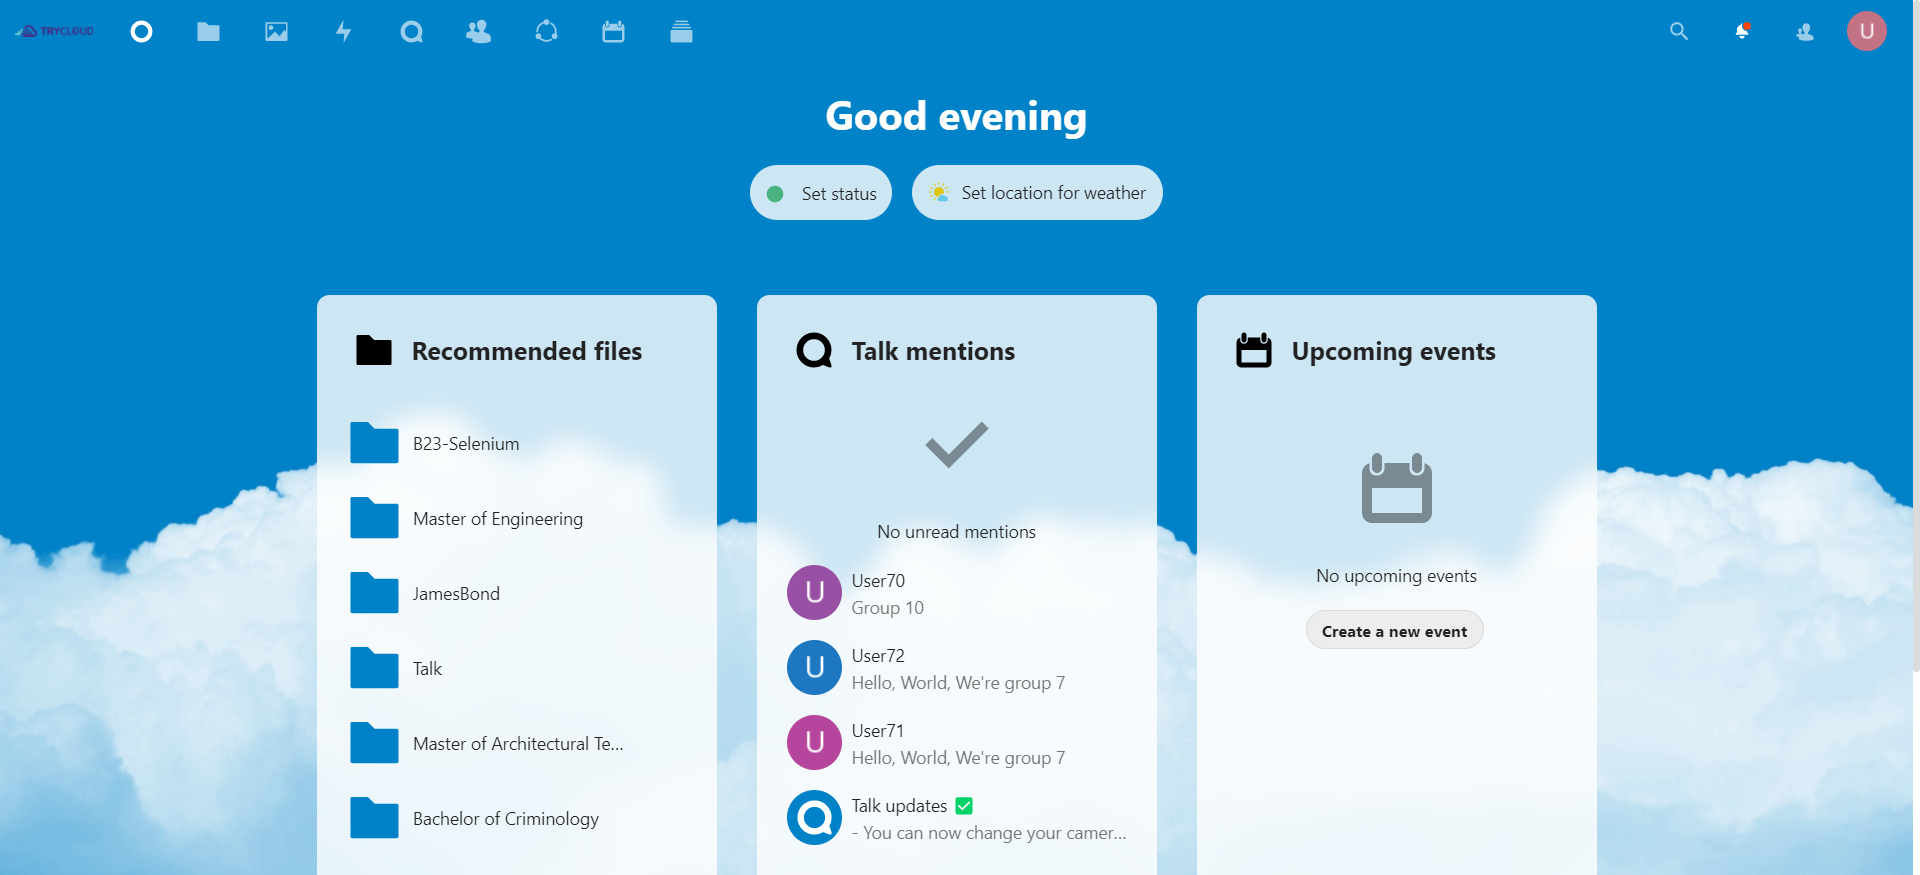 TRYCLOUD
U
Good evening
Set status
Set location for weather
Recommended files
B23-Selenium
Master of Engineering
JamesBond
Talk
Master of Architectural Te...
Bachelor of Criminology
Talk mentions
No unread mentions
U
User70
Group 10
U
User72
Hello, World, We're group 7
U
User71
Hello, World, We're group 7
Talk updates ✅
- You can now change your camer...
Upcoming events
No upcoming events
Create a new event